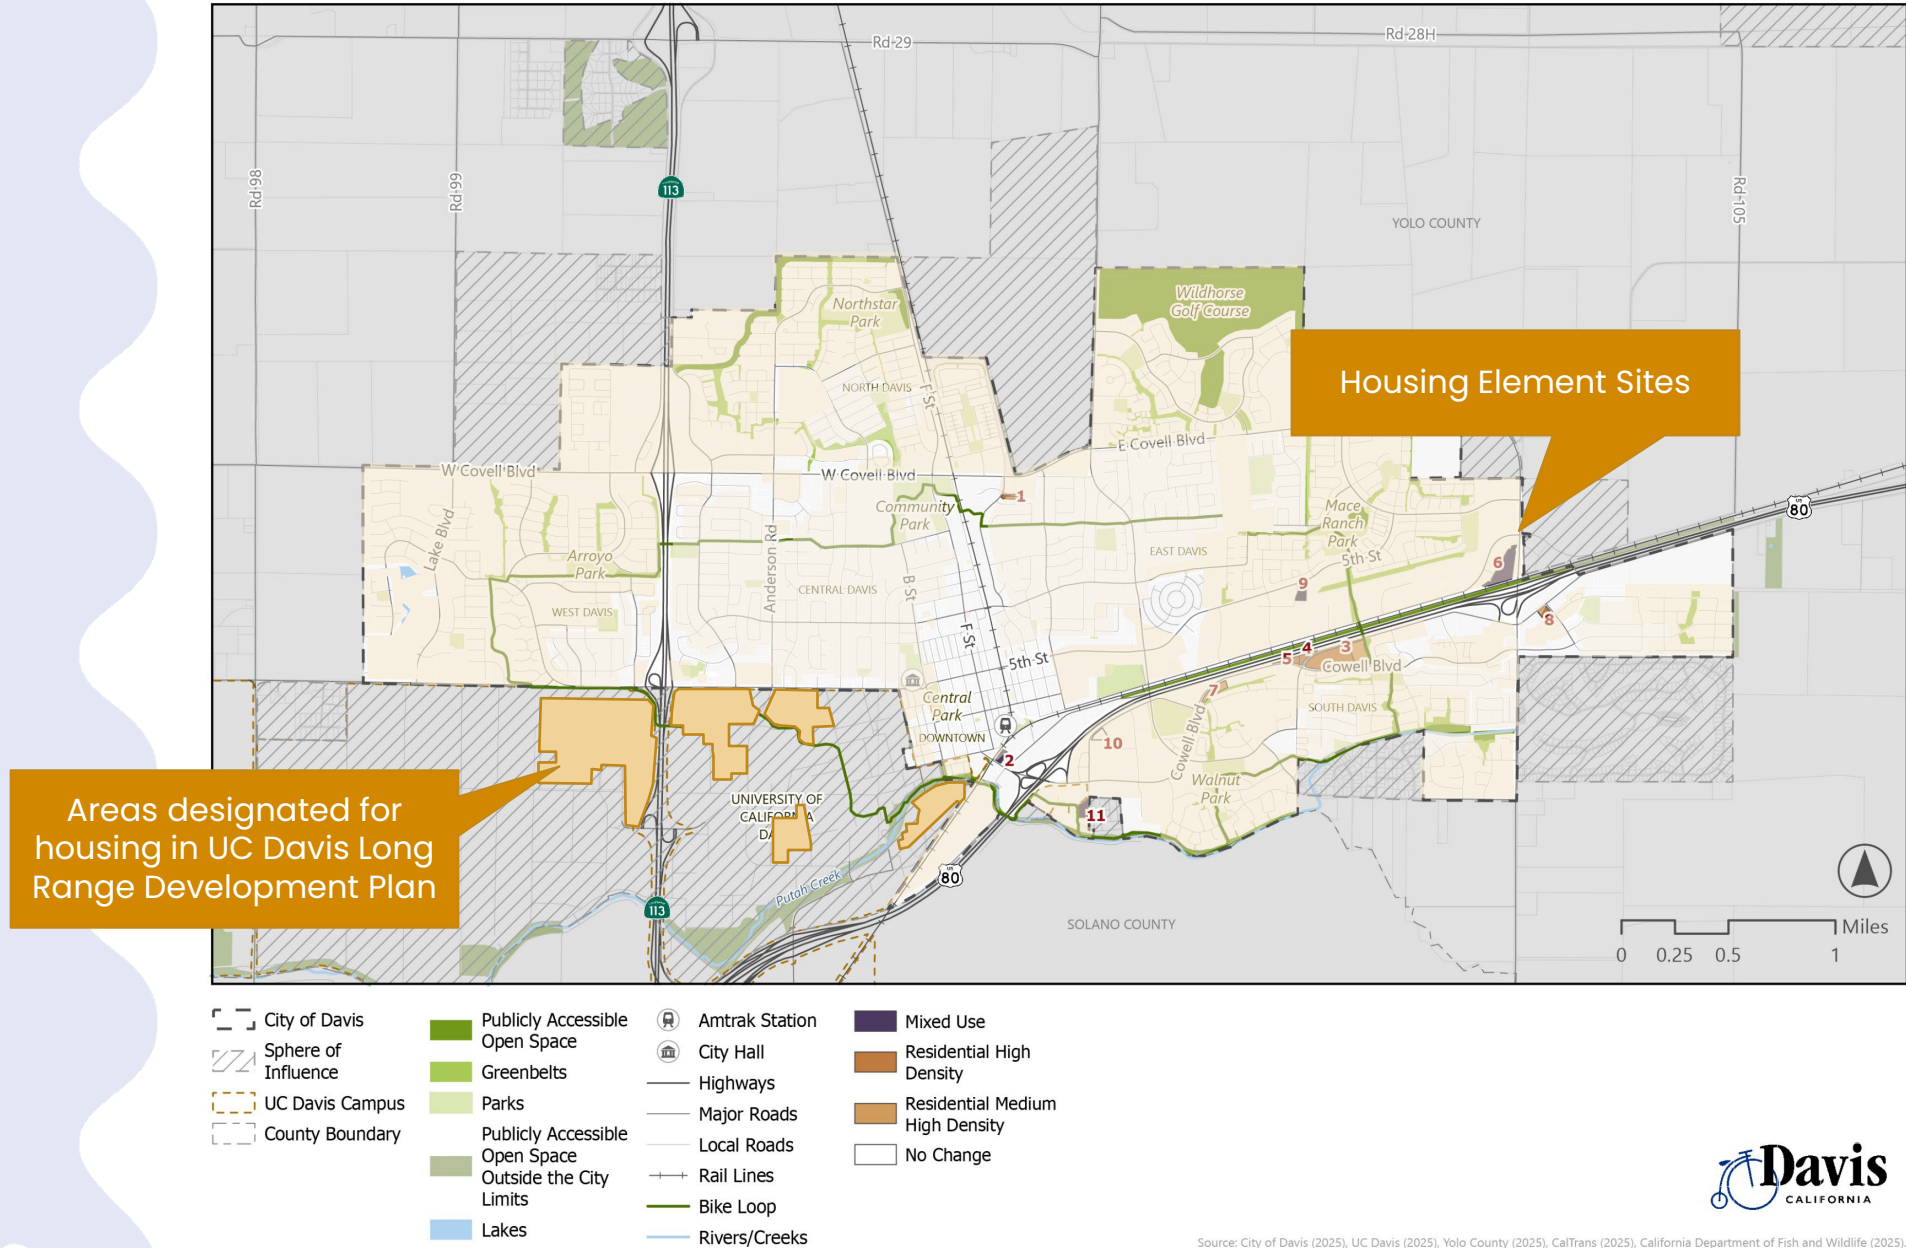 Rd-29
Rd-28H
Rd-98
Rd-99
113
Rd-105
YOLO COUNTY
Northstar
Park
Wildhorse
Golf Course
Housing Element Sites
NORTH DAVIS
F St
E Covell Blvd
W Covell Blvd
W Covell Blvd
1
Community
Park
Mace
Ranch
Park
80
Lake Blvd
Anderson Rd
EAST DAVIS
5th St
Arroyo
Park
6
CENTRAL DAVIS
B St
9
WEST DAVIS
8
F St
5th St
5
4
3
Cowell Blvd
Central
Park
7
SOUTH DAVIS
DOWNTOWN
Cowell Blvd
10
2
Walnut
Park
Areas designated for
housing in UC Davis Long
Range Development Plan
UNIVERSITY OF
CALIFORNIA
11
Putah Creek
80
113
SOLANO COUNTY
Miles
0 0.25 0.5 1
City of Davis
Sphere of
Influence
UC Davis Campus
County Boundary
Publicly Accessible
Open Space
Greenbelts
Parks
Publicly Accessible
Open Space
Outside the City
Limits
Lakes
Amtrak Station
City Hall
Highways
Major Roads
Local Roads
Rail Lines
Bike Loop
Rivers/Creeks
Mixed Use
Residential High
Density
Residential Medium
High Density
No Change
Davis
CALIFORNIA
Source: City of Davis (2025), UC Davis (2025), Yolo County (2025), CalTrans (2025), California Department of Fish and Wildlife (2025).